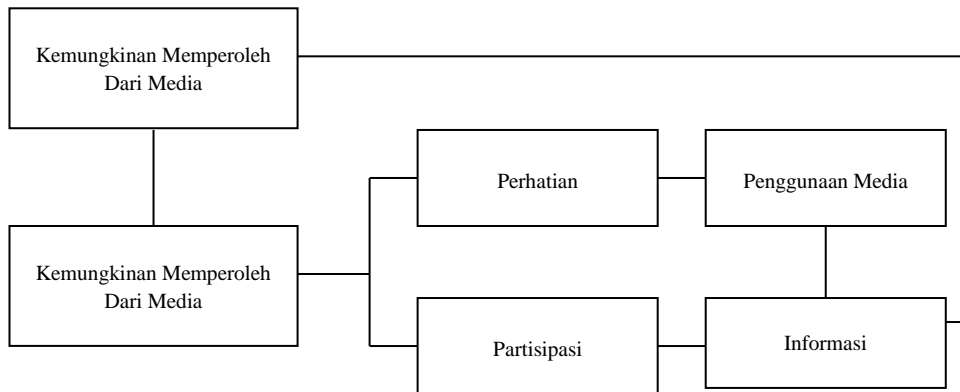 Kemungkinan Memperoleh
Dari Media
Perhatian
Penggunaan Media
Kemungkinan Memperoleh
Dari Media
Partisipasi
Informasi